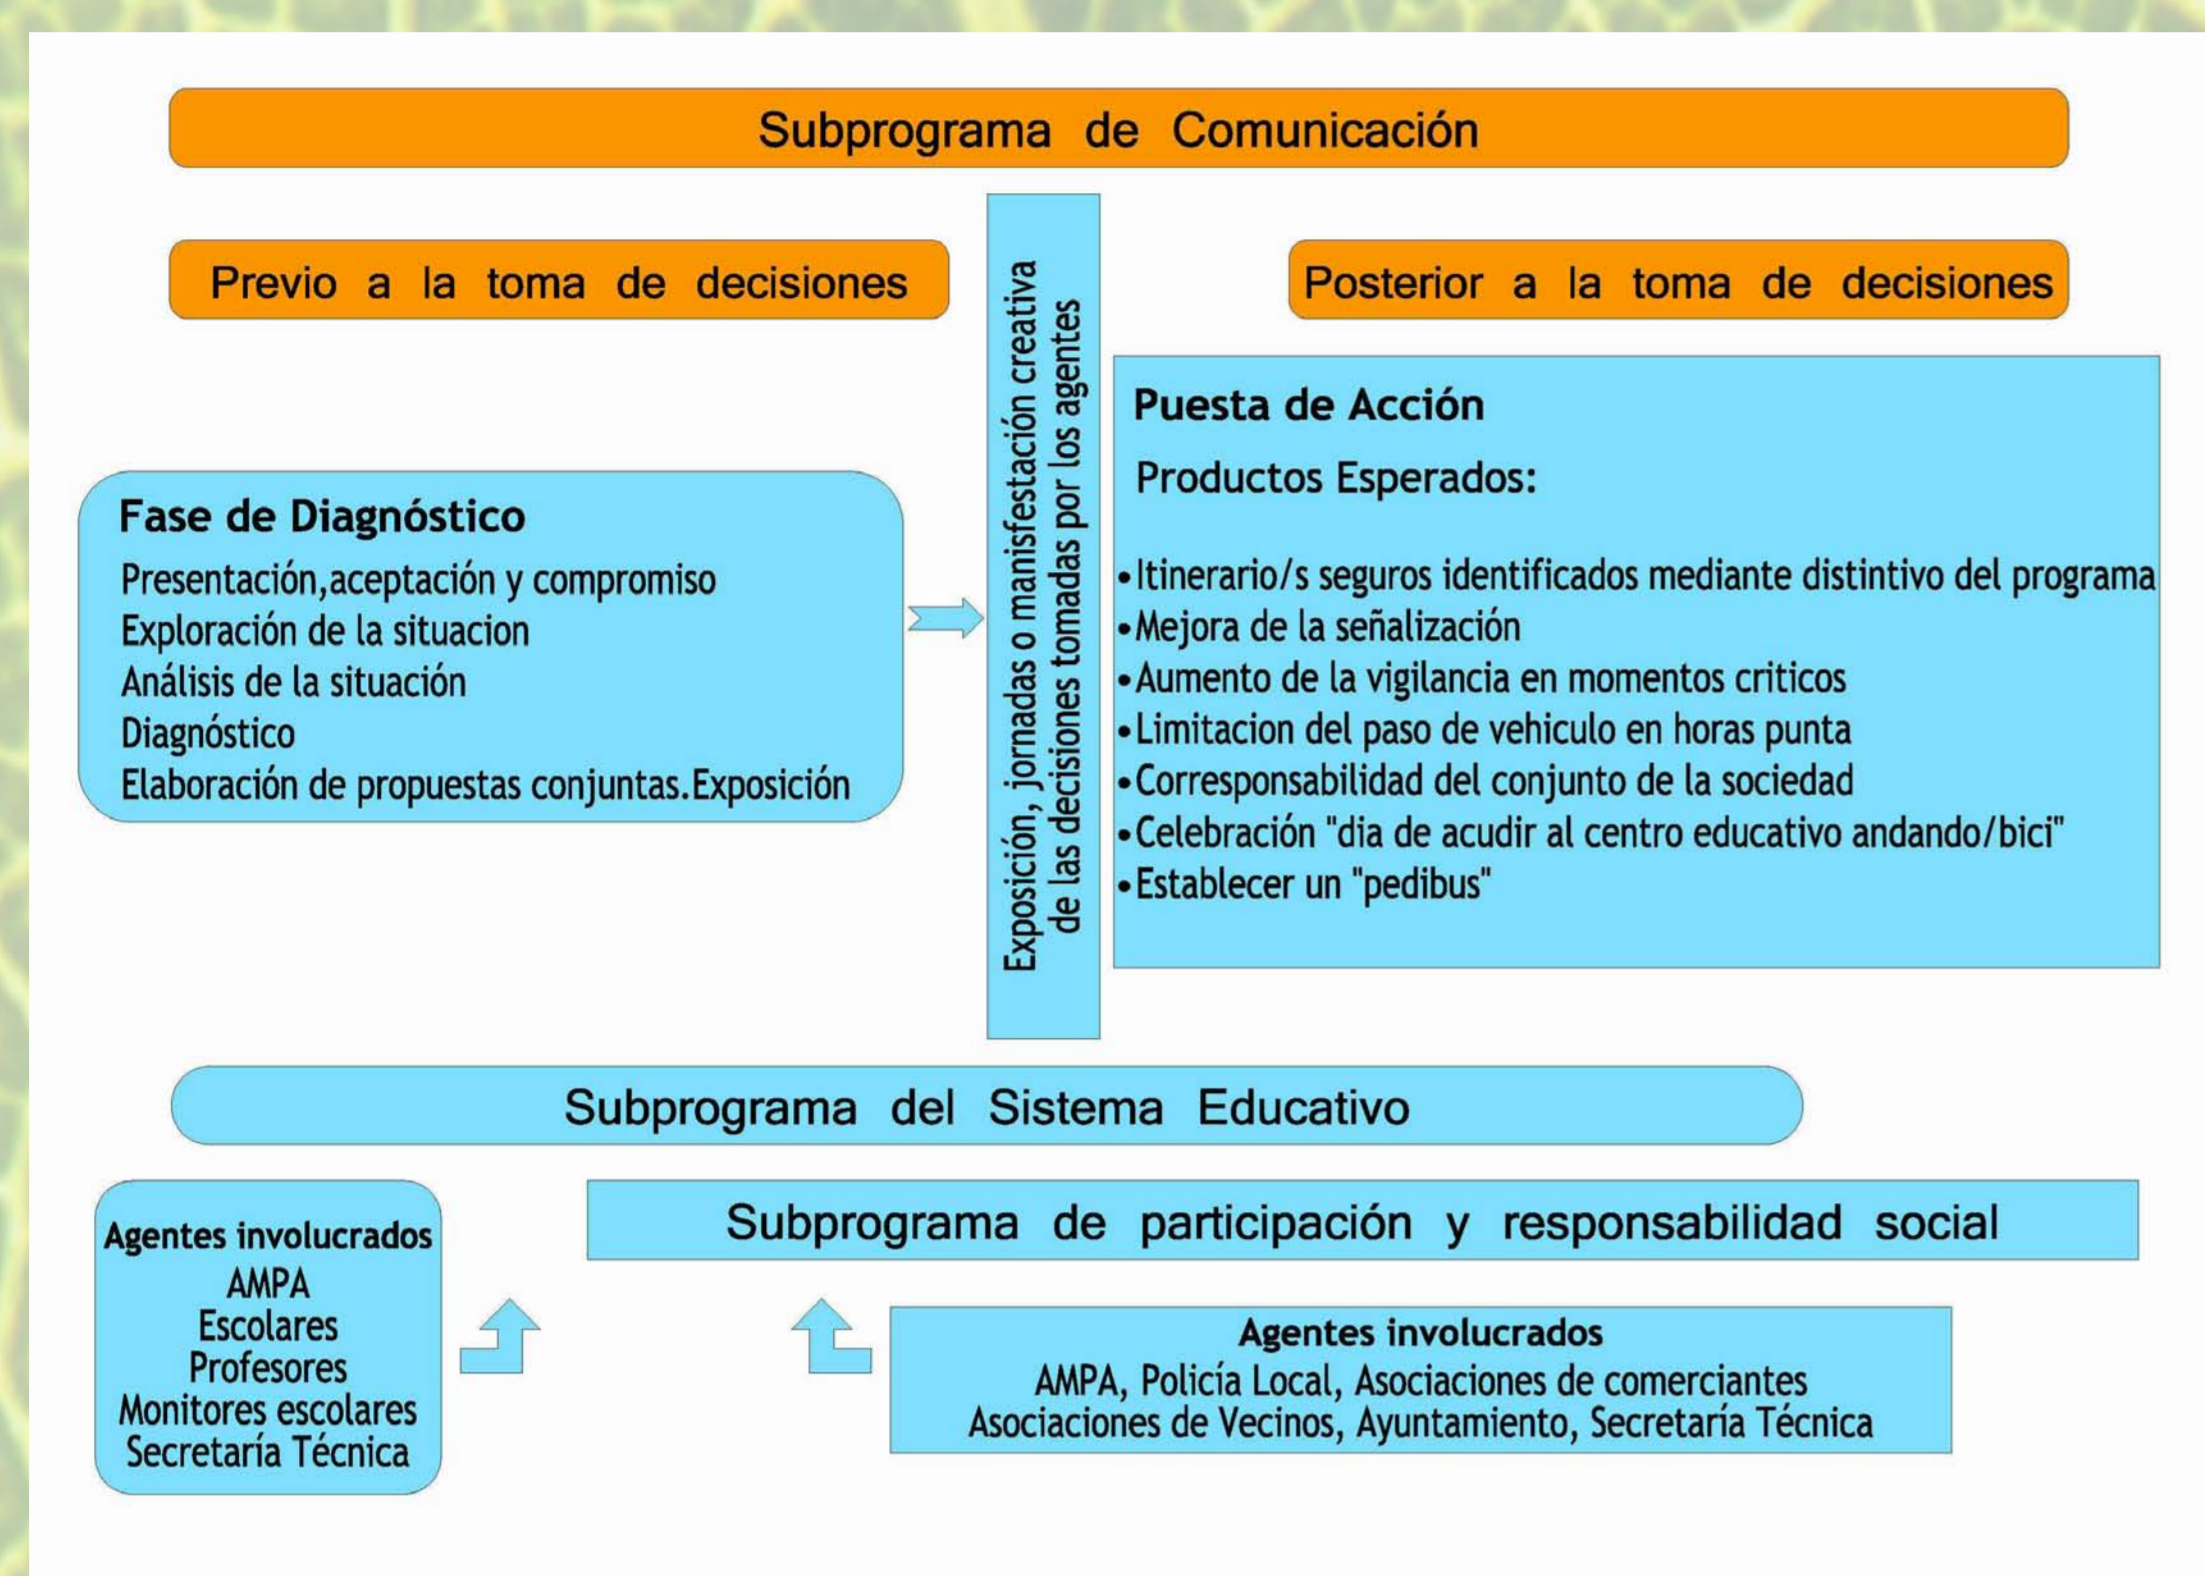 Subprograma de Comunicación
Previo a la toma de decisiones
Posterior a la toma de decisiones
Fase de Diagnóstico
Presentación,aceptación y compromiso
Exploración de la situacion
Análisis de la situación
Diagnóstico
Elaboración de propuestas conjuntas.Exposición
Exposición, jornadas o manisfestación creativa
de las decisiones tomadas por los agentes
Puesta de Acción
Productos Esperados:
•Itinerario/s seguros identificados mediante distintivo del programa
•Mejora de la señalización
•Aumento de la vigilancia en momentos criticos
•Limitacion del paso de vehiculo en horas punta
•Corresponsabilidad del conjunto de la sociedad
•Celebración "dia de acudir al centro educativo andando/bici"
•Establecer un "pedibus"
Subprograma del Sistema Educativo
Agentes involucrados
AMPA
Escolares
Profesores
Monitores escolares
Secretaría Técnica
Subprograma de participación y responsabilidad social
Agentes involucrados
AMPA, Policía Local, Asociaciones de comerciantes
Asociaciones de Vecinos, Ayuntamiento, Secretaría Técnica